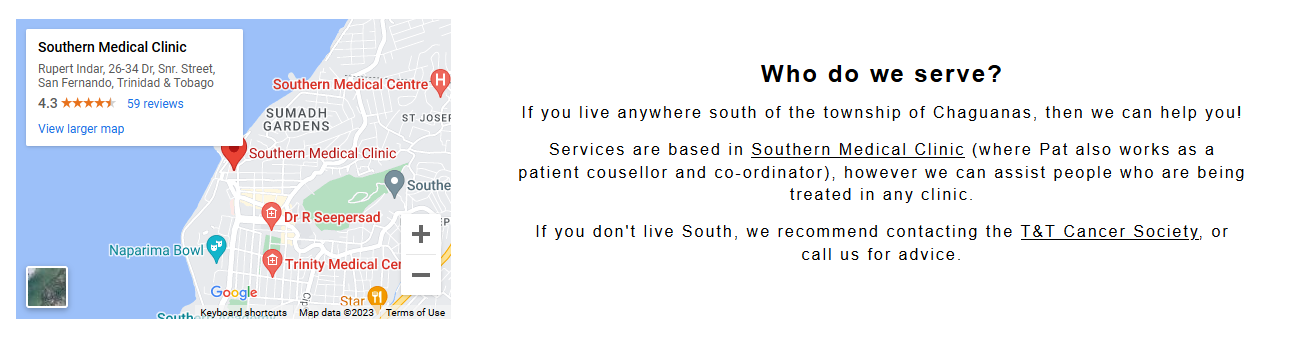 Southern Medical Clinic
Rupert Indar, 26-34 Dr, Snr. Street,
San Fernando, Trinidad & Tobago
4.3 59 reviews
View larger map
Southern Medical Centre
H
SUMADH
GARDENS
ST JOSEP
Southern Medical Clinic
Southe
Dr R Seepersad
Naparima Bowl
Trinity Medical Cer
Google
Star
Keyboard shortcuts Map data ©2023 Terms of Use
Who do we serve?
If you live anywhere south of the township of Chaguanas, then we can help you!
Services are based in Southern Medical Clinic (where Pat also works as a
patient cousellor and co-ordinator), however we can assist people who are being
treated in any clinic.
If you don't live South, we recommend contacting the T&T Cancer Society, or
call us for advice.